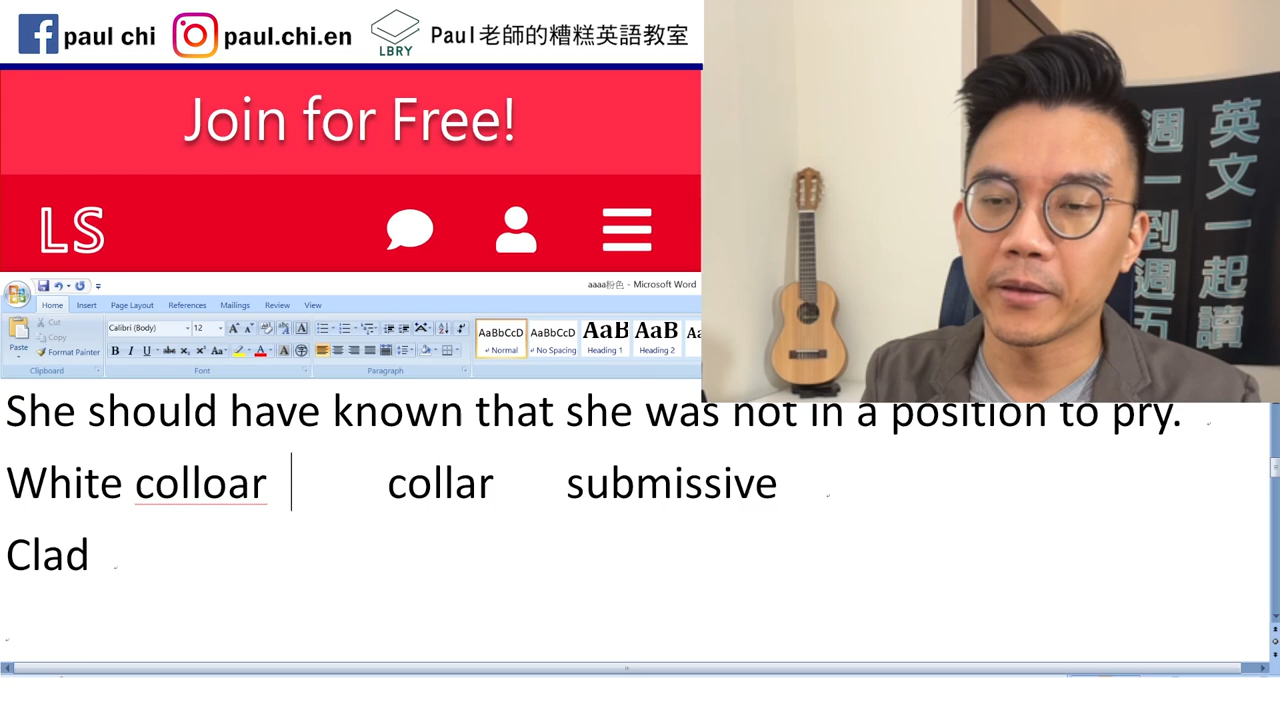 paul chi paul.chi.en LBRY Paul老師的糟糕英語教室
Join for Free!
LS
aaaa粉色 - Microsoft Word
Home Insert Page Layout References Mailings Review View
Paste
Cut
Copy
Format Painter
Clipboard
Calibri (Body) 12
Font
Paragraph
AaBbCcD AaBbCcD AaBb AaBb
Normal No Spacing Heading 1 Heading 2
She should have known that she was not in a position to pry.
White colloar collar submissive
Clad
英文一起讀
週一到週五